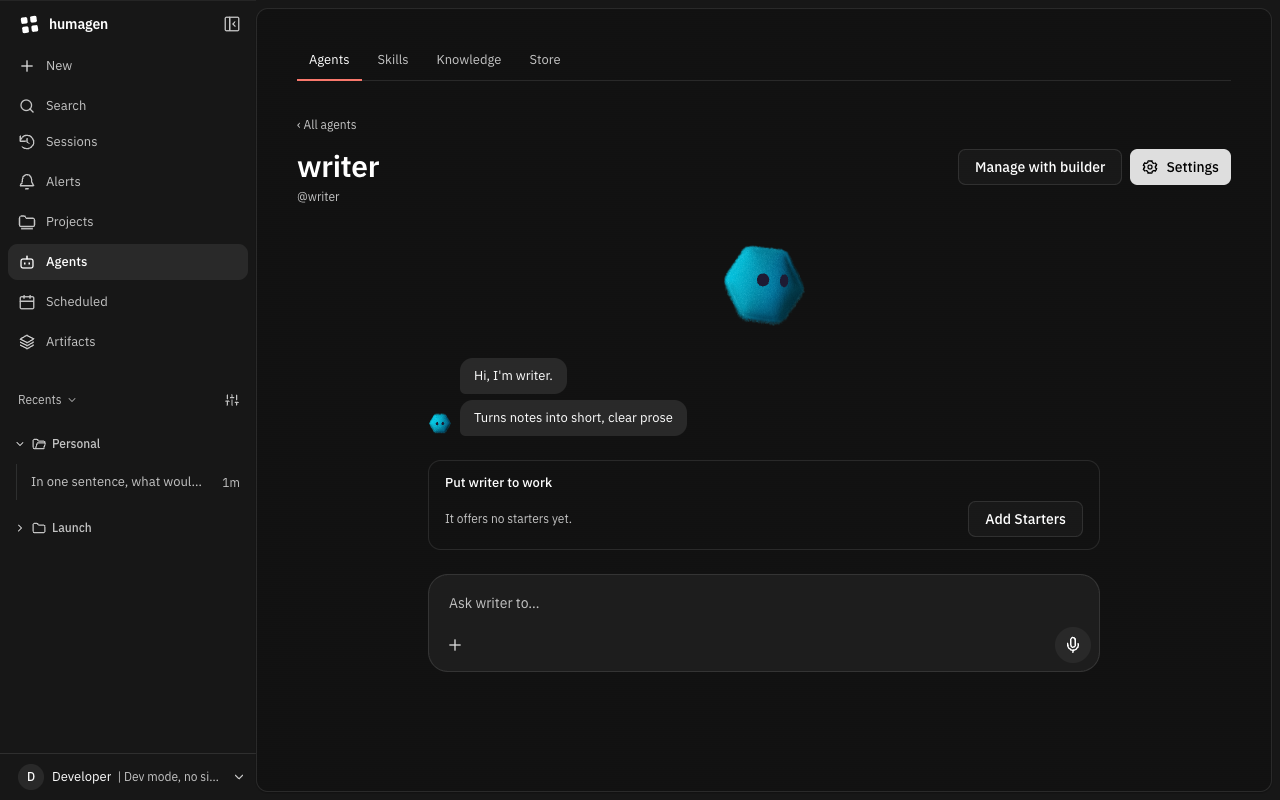 humagen
New
Search
Sessions
Alerts
Projects
Agents
Scheduled
Artifacts
Recents
Personal
In one sentence, what woul... 1m
Launch
D Developer | Dev mode, no si...
Agents Skills Knowledge Store
‹ All agents
writer
@writer
Manage with builder
Settings
Hi, I'm writer.
Turns notes into short, clear prose
Put writer to work
It offers no starters yet.
Add Starters
Ask writer to...